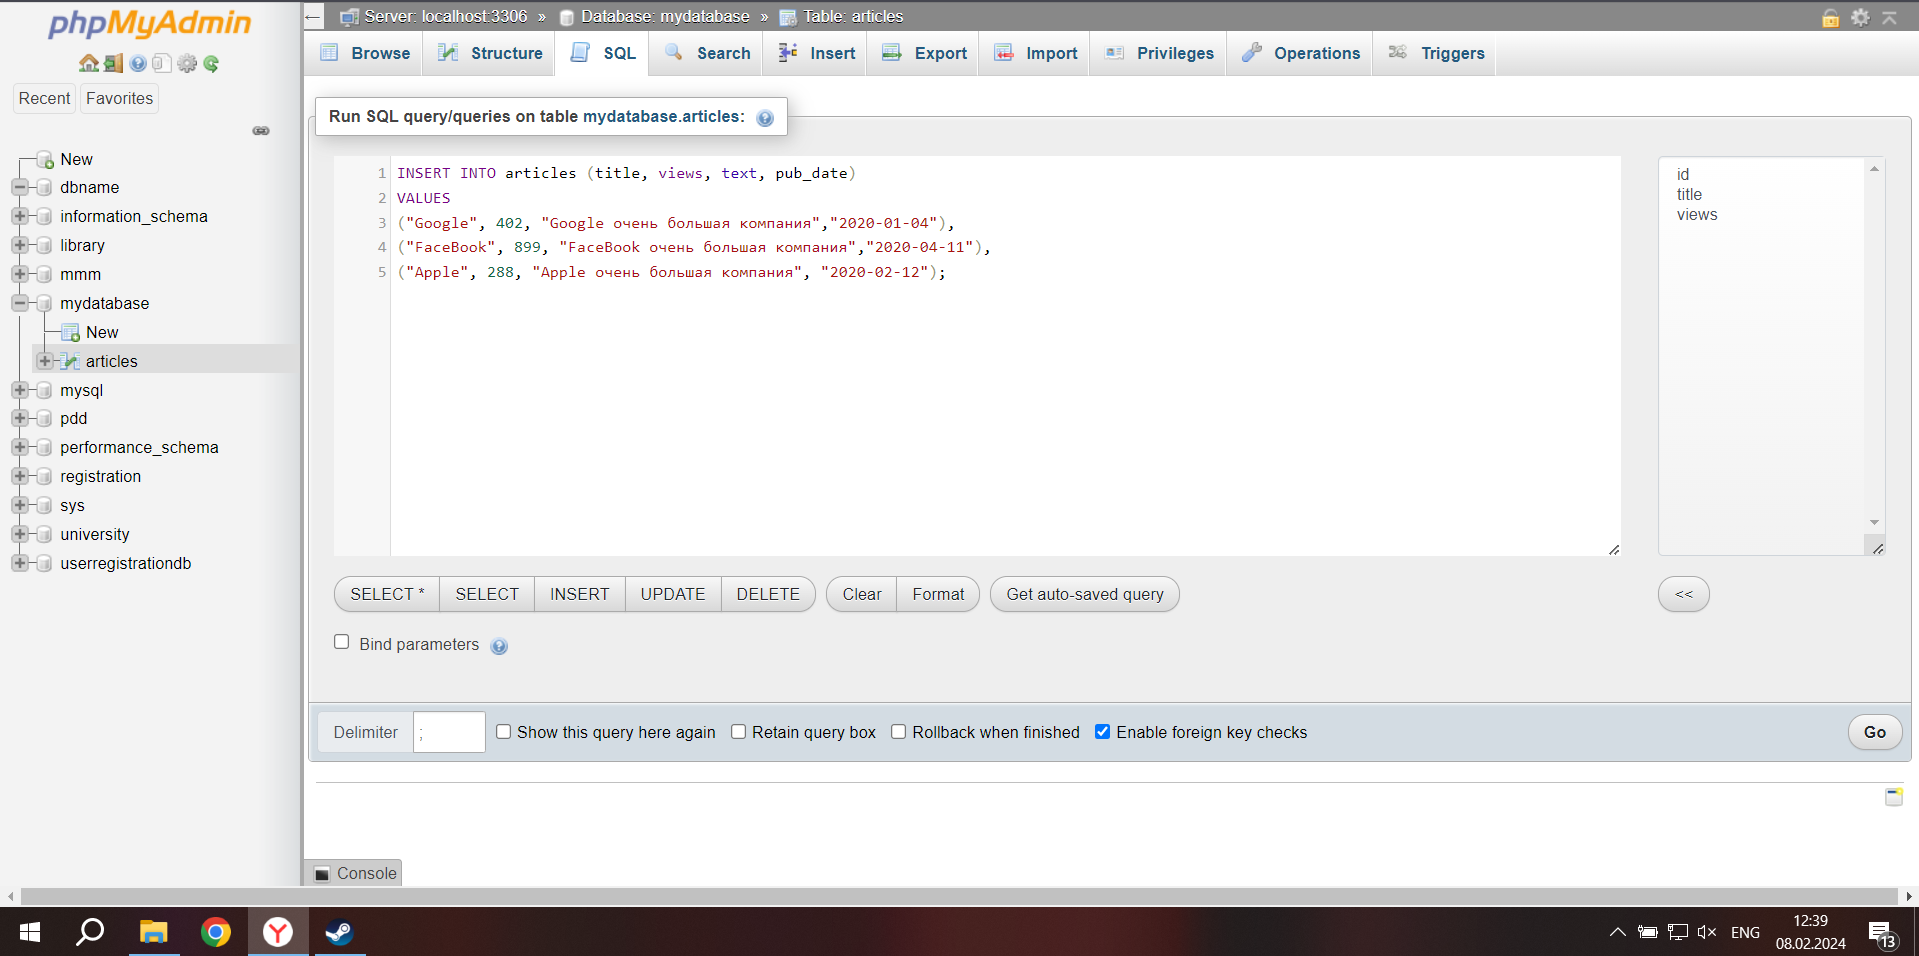 phpMyAdmin
Recent Favorites
New
dbname
information_schema
library
mmm
mydatabase
New
articles
mysql
pdd
performance_schema
registration
sys
university
userregistrationdb
Server: localhost:3306 » Database: mydatabase » Table: articles
Browse Structure SQL Search Insert Export Import Privileges Operations Triggers
Run SQL query/queries on table mydatabase.articles:
1 INSERT INTO articles (title, views, text, pub_date)
2 VALUES
3 ("Google", 402, "Google очень большая компания","2020-01-04"),
4 ("FaceBook", 899, "FaceBook очень большая компания","2020-04-11"),
5 ("Apple", 288, "Apple очень большая компания", "2020-02-12");
id
title
views
SELECT * SELECT INSERT UPDATE DELETE Clear Format Get auto-saved query <<
Bind parameters
Delimiter ; Show this query here again Retain query box Rollback when finished Enable foreign key checks Go
Console
ENG 12:39
08.02.2024
13